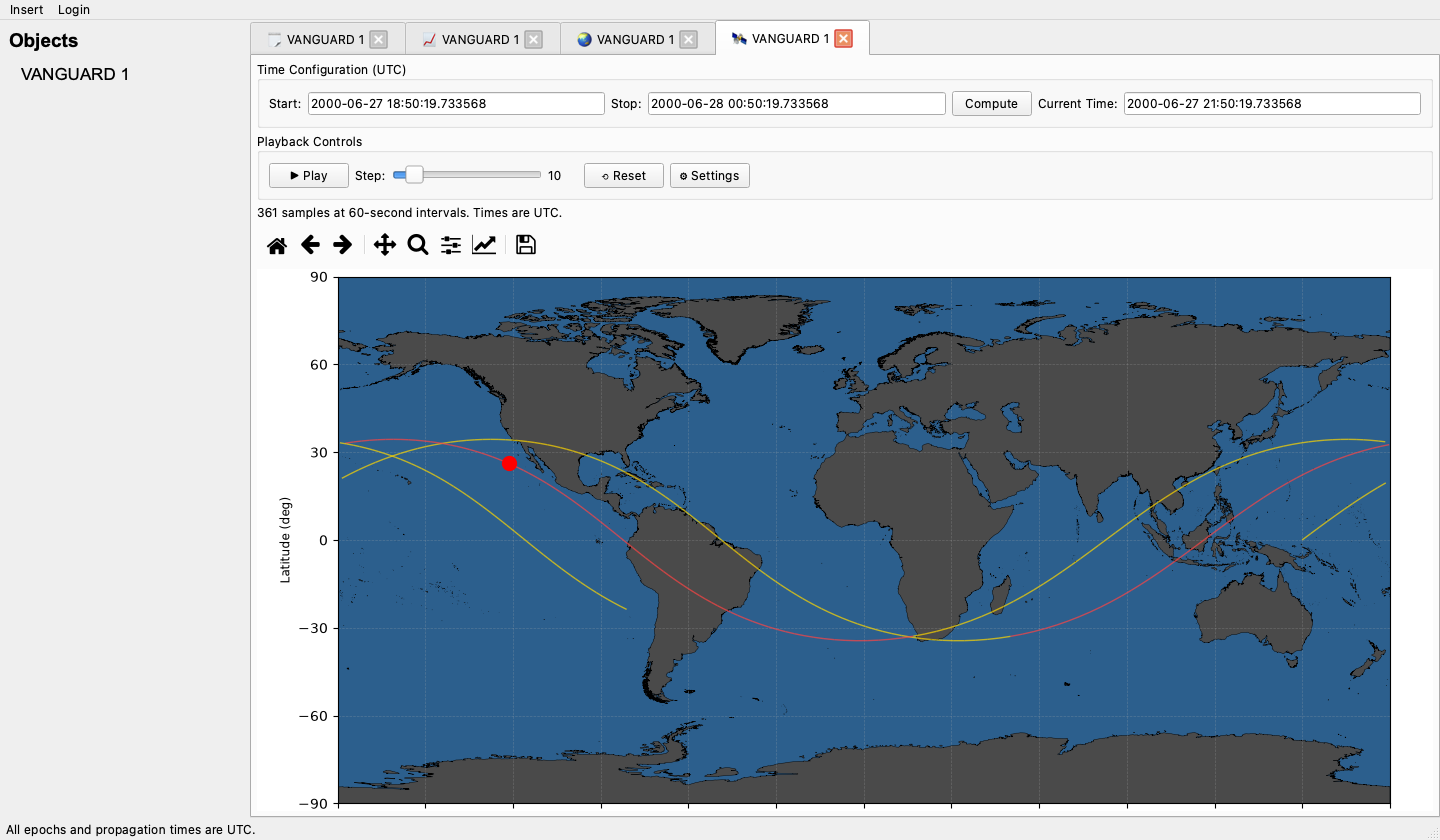 Insert Login
Objects
VANGUARD 1
VANGUARD 1 VANGUARD 1 VANGUARD 1 VANGUARD 1
Time Configuration (UTC)
Start: 2000-06-27 18:50:19.733568 Stop: 2000-06-28 00:50:19.733568 Compute Current Time: 2000-06-27 21:50:19.733568
Playback Controls
Play Step: 10 Reset Settings
361 samples at 60-second intervals. Times are UTC.
90
60
30
0
−30
−60
−90
Latitude (deg)
All epochs and propagation times are UTC.